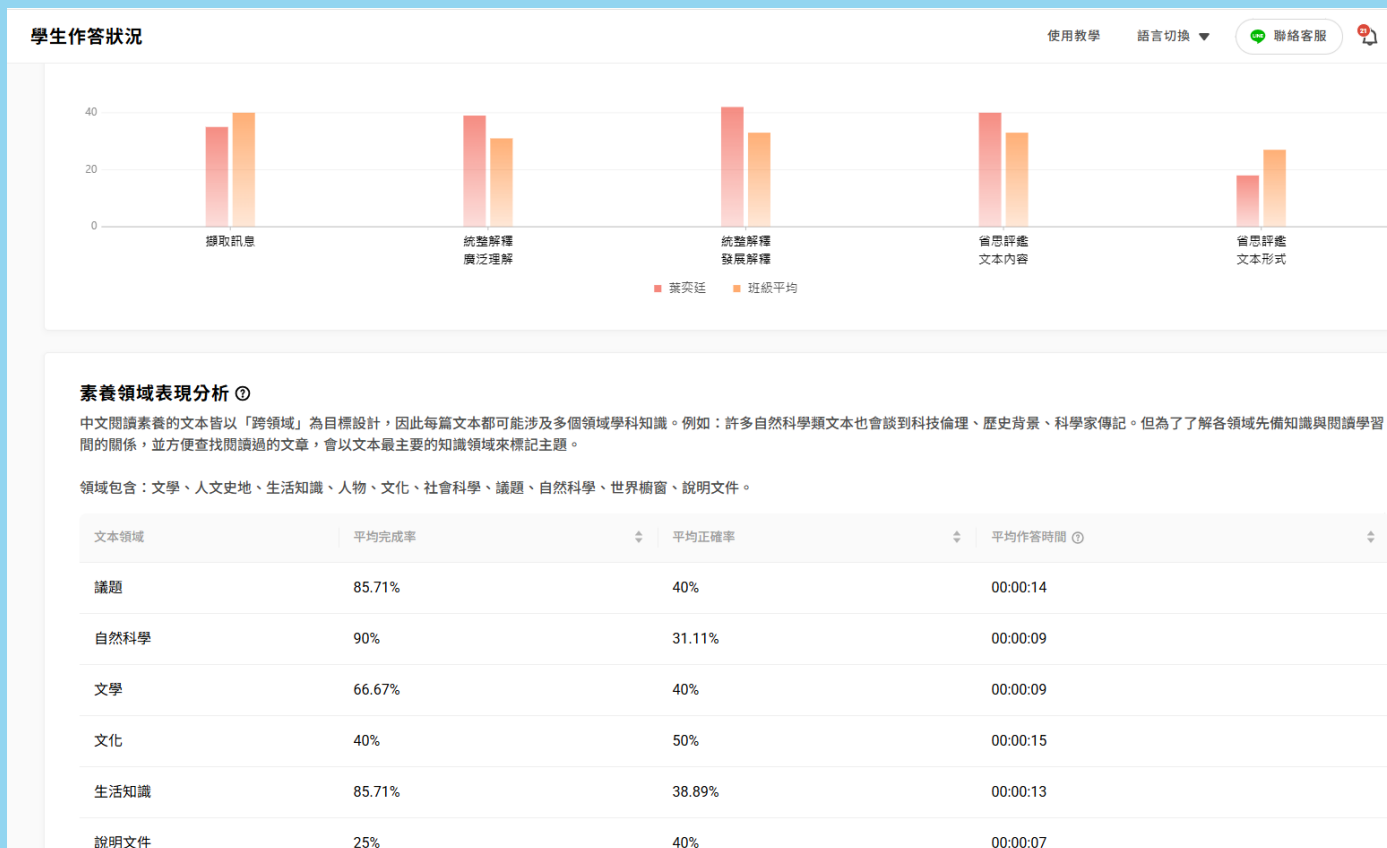 學生作答狀況
使用教學
語言切換
LINE
聯絡客服
21
40
20
0
擷取訊息
統整解釋
廣泛理解
統整解釋
發展解釋
省思評鑑
文本內容
省思評鑑
文本形式
葉奕廷
班級平均
素養領域表現分析
中文閱讀素養的文本皆以「跨領域」為目標設計，因此每篇文本都可能涉及多個領域學科知識。例如：許多自然科學類文本也會談到科技倫理、歷史背景、科學家傳記。但為了了解各領域先備知識與閱讀學習
間的關係，並方便查找閱讀過的文章，會以文本最主要的知識領域來標記主題。
領域包含：文學、人文史地、生活知識、人物、文化、社會科學、議題、自然科學、世界櫥窗、說明文件。
文本領域 平均完成率 平均正確率 平均作答時間
議題 85.71% 40% 00:00:14
自然科學 90% 31.11% 00:00:09
文學 66.67% 40% 00:00:09
文化 40% 50% 00:00:15
生活知識 85.71% 38.89% 00:00:13
說明文件 25% 40% 00:00:07